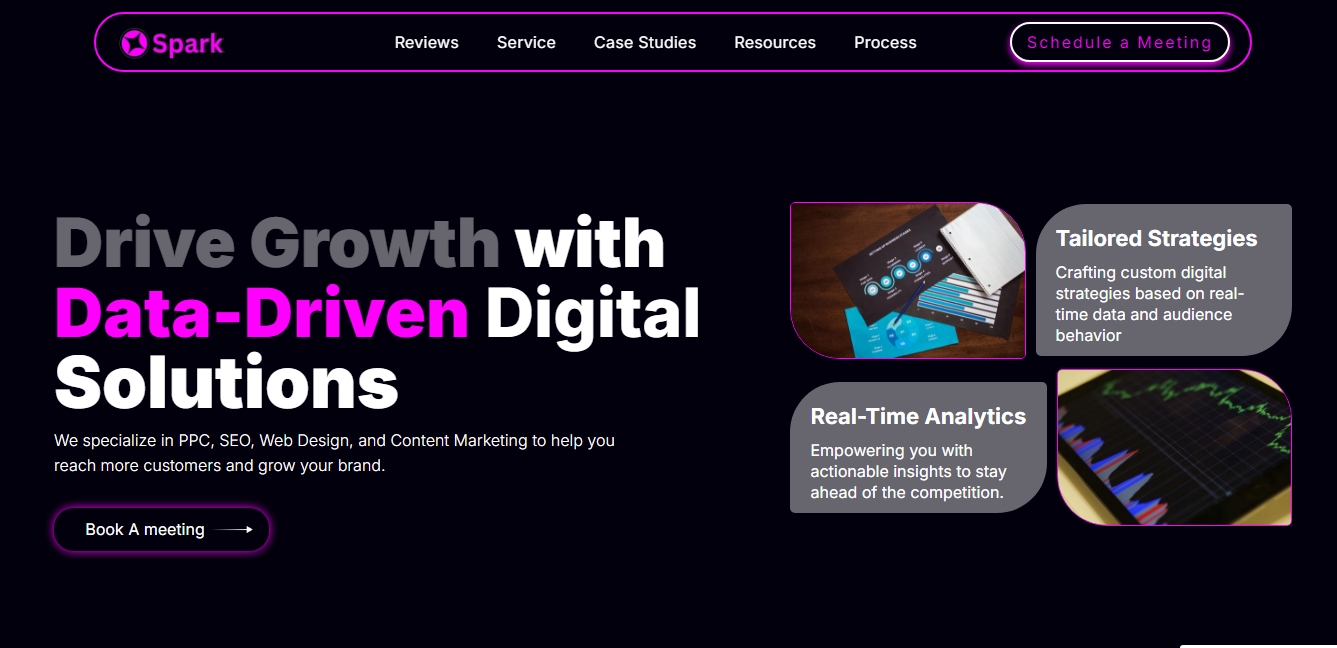 Spark
Reviews
Service
Case Studies
Resources
Process
Schedule a Meeting
Drive Growth with
Data-Driven Digital
Solutions
We specialize in PPC, SEO, Web Design, and Content Marketing to help you
reach more customers and grow your brand.
Book A meeting
Tailored Strategies
Crafting custom digital
strategies based on real-
time data and audience
behavior
Real-Time Analytics
Empowering you with
actionable insights to stay
ahead of the competition.